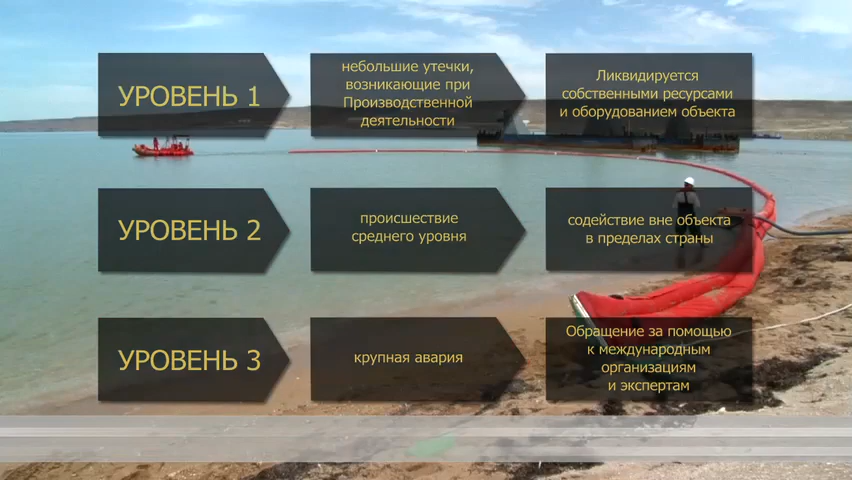 УРОВЕНЬ 1
небольшие утечки,
возникающие при
Производственной
деятельности
Ликвидируется
собственными ресурсами
и оборудованием объекта
УРОВЕНЬ 2
происшествие
среднего уровня
содействие вне объекта
в пределах страны
УРОВЕНЬ 3
крупная авария
Обращение за помощью
к международным
организациям
и экспертам